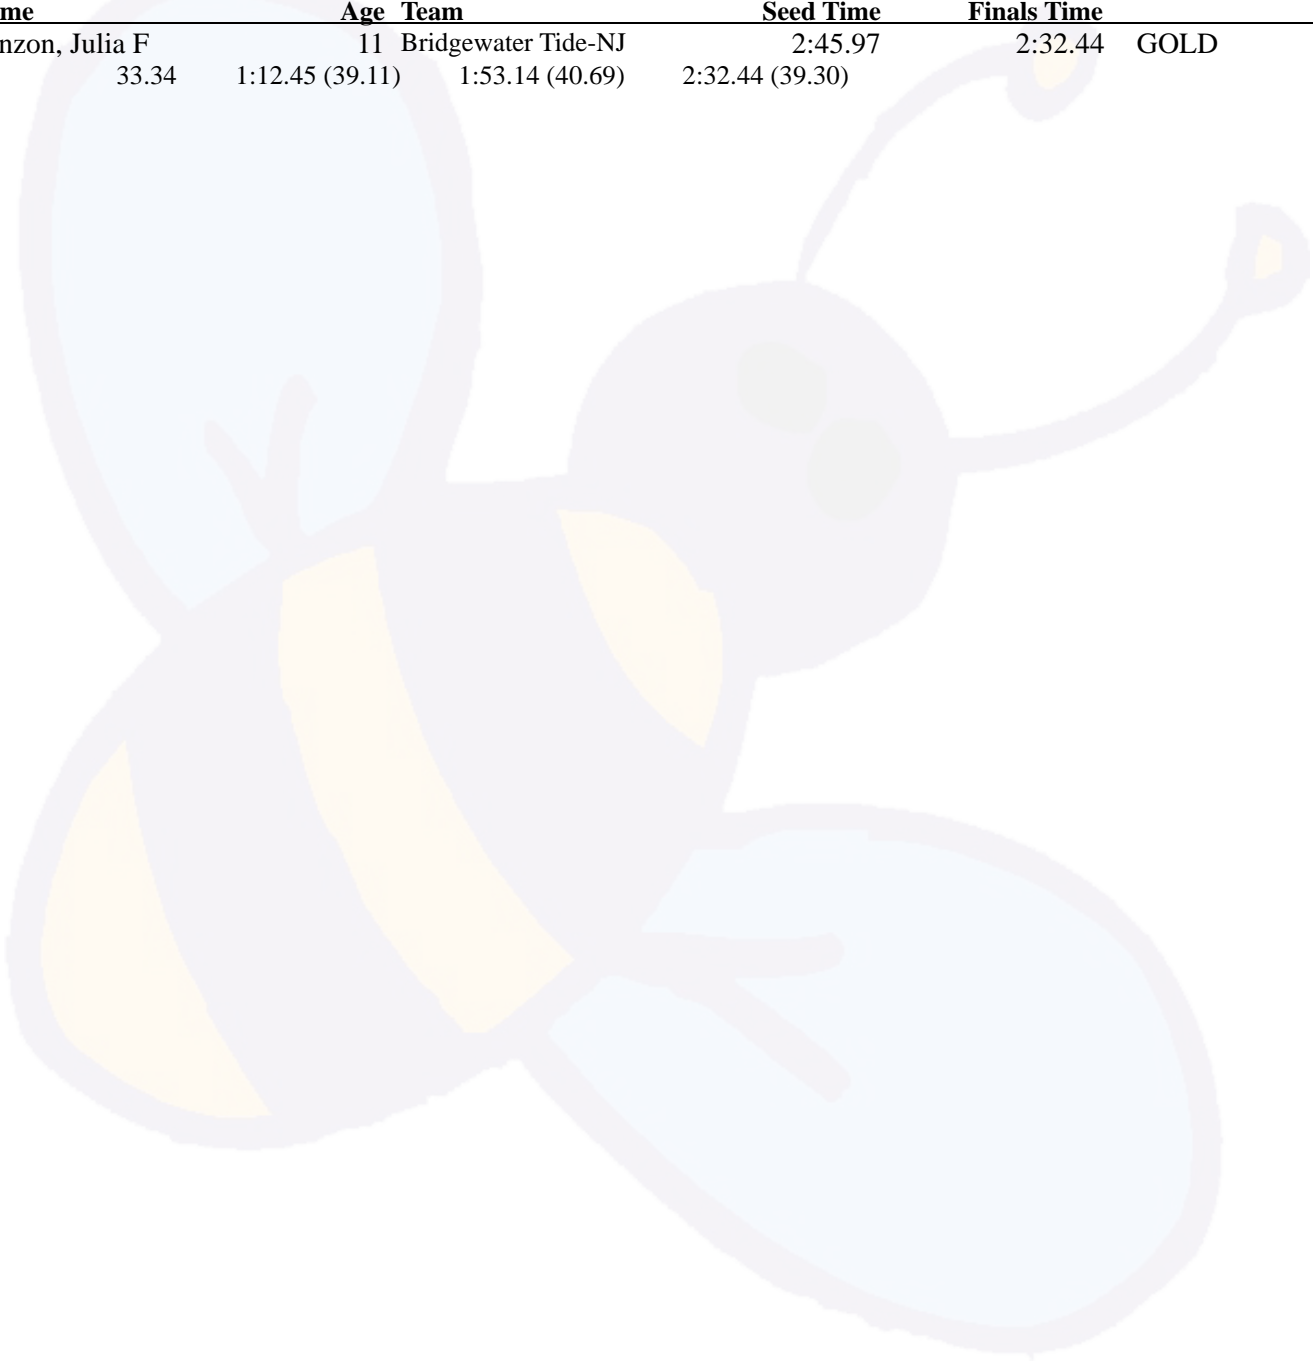 me Age Team Seed Time Finals Time
nzon, Julia F 11 Bridgewater Tide-NJ 2:45.97 2:32.44 GOLD
33.34 1:12.45 (39.11) 1:53.14 (40.69) 2:32.44 (39.30)